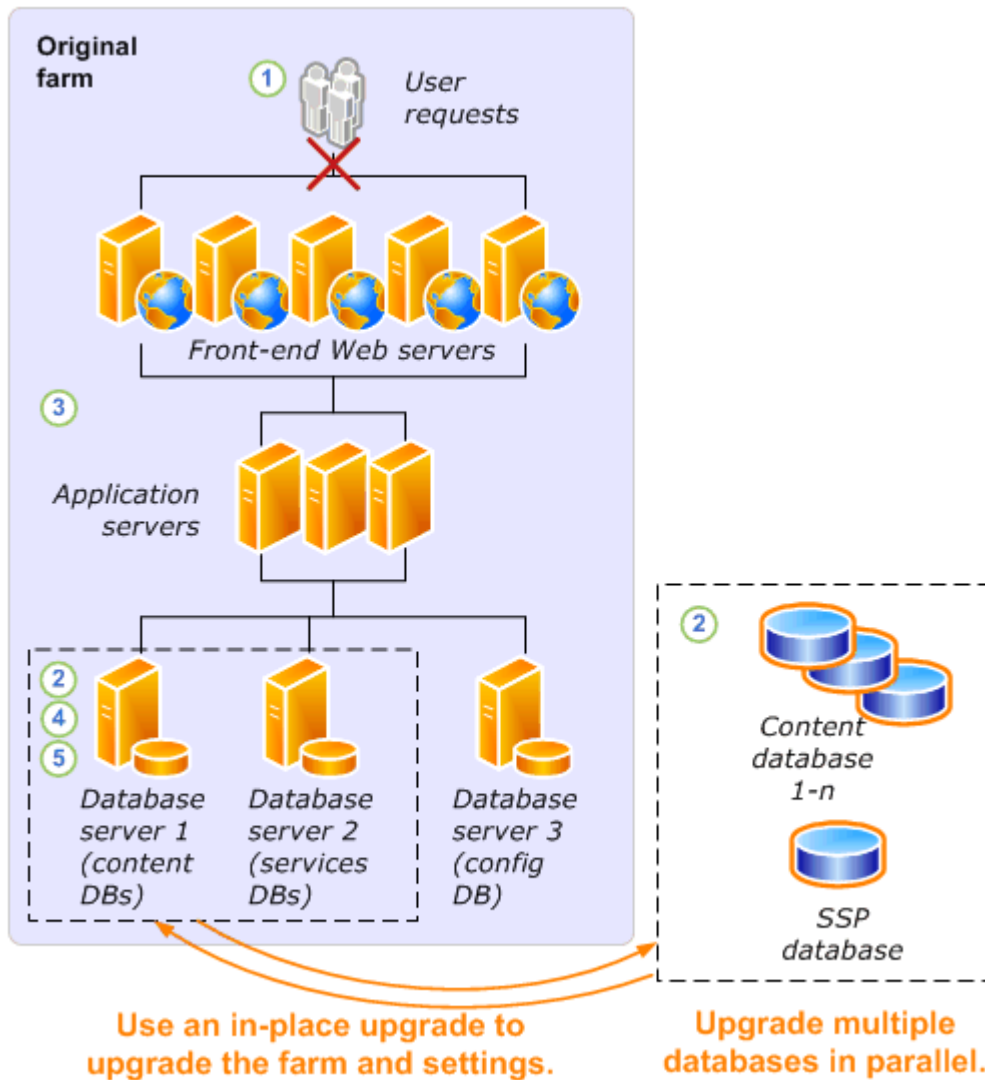 Original
farm
1
User
requests
Front-end Web servers
3
Application
servers
2
4
5
Database
server 1
(content
DBs)
Database
server 2
(services
DBs)
Database
server 3
(config
DB)
2
Content
database
1-n
SSP
database
Use an in-place upgrade to
upgrade the farm and settings.
Upgrade multiple
databases in parallel.